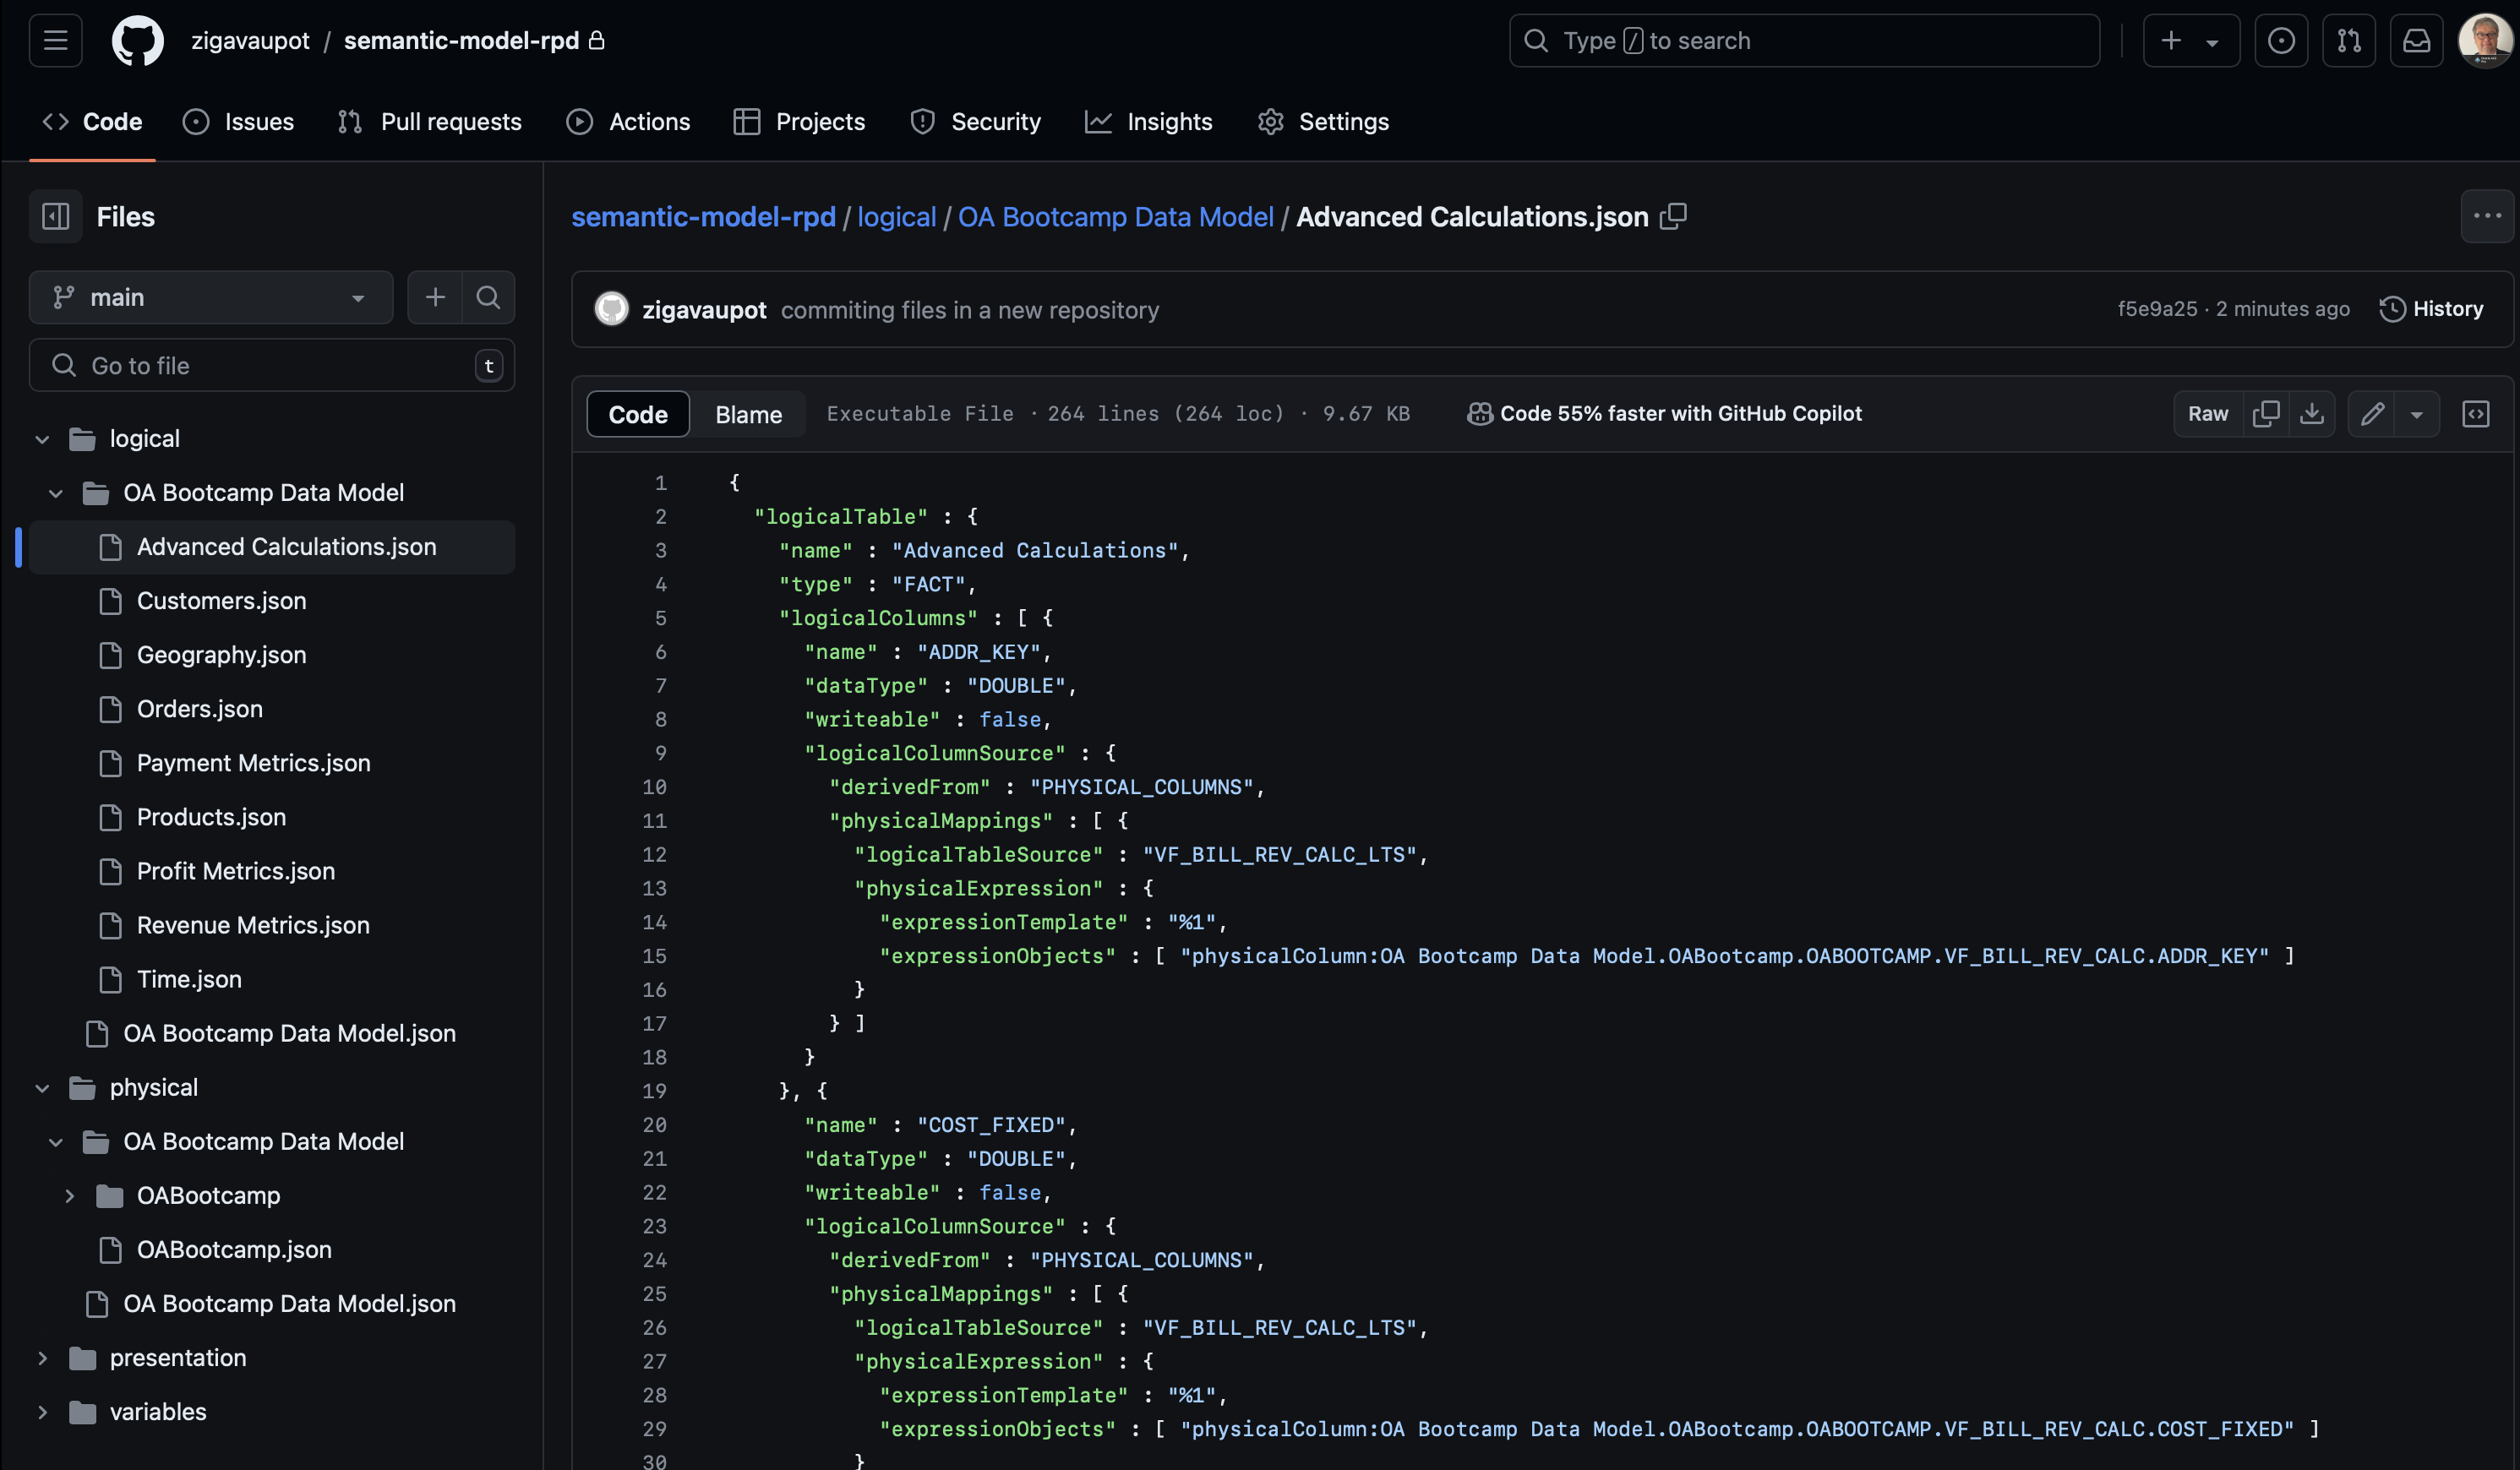 zigavaupot / semantic-model-rpd
Type / to search
Code
Issues
Pull requests
Actions
Projects
Security
Insights
Settings
Files
main
Go to file
t
logical
OA Bootcamp Data Model
Advanced Calculations.json
Customers.json
Geography.json
Orders.json
Payment Metrics.json
Products.json
Profit Metrics.json
Revenue Metrics.json
Time.json
OA Bootcamp Data Model.json
physical
OA Bootcamp Data Model
OABootcamp
OABootcamp.json
OA Bootcamp Data Model.json
presentation
variables
semantic-model-rpd / logical / OA Bootcamp Data Model / Advanced Calculations.json
zigavaupot commiting files in a new repository
f5e9a25 · 2 minutes ago
History
Code
Blame
Executable File · 264 lines (264 loc) · 9.67 KB
Code 55% faster with GitHub Copilot
Raw
1 {
2 "logicalTable" : {
3 "name" : "Advanced Calculations",
4 "type" : "FACT",
5 "logicalColumns" : [ {
6 "name" : "ADDR_KEY",
7 "dataType" : "DOUBLE",
8 "writeable" : false,
9 "logicalColumnSource" : {
10 "derivedFrom" : "PHYSICAL_COLUMNS",
11 "physicalMappings" : [ {
12 "logicalTableSource" : "VF_BILL_REV_CALC_LTS",
13 "physicalExpression" : {
14 "expressionTemplate" : "%1",
15 "expressionObjects" : [ "physicalColumn:OA Bootcamp Data Model.OABootcamp.OABOOTCAMP.VF_BILL_REV_CALC.ADDR_KEY" ]
16 }
17 } ]
18 }
19 }, {
20 "name" : "COST_FIXED",
21 "dataType" : "DOUBLE",
22 "writeable" : false,
23 "logicalColumnSource" : {
24 "derivedFrom" : "PHYSICAL_COLUMNS",
25 "physicalMappings" : [ {
26 "logicalTableSource" : "VF_BILL_REV_CALC_LTS",
27 "physicalExpression" : {
28 "expressionTemplate" : "%1",
29 "expressionObjects" : [ "physicalColumn:OA Bootcamp Data Model.OABootcamp.OABOOTCAMP.VF_BILL_REV_CALC.COST_FIXED" ]
30 }